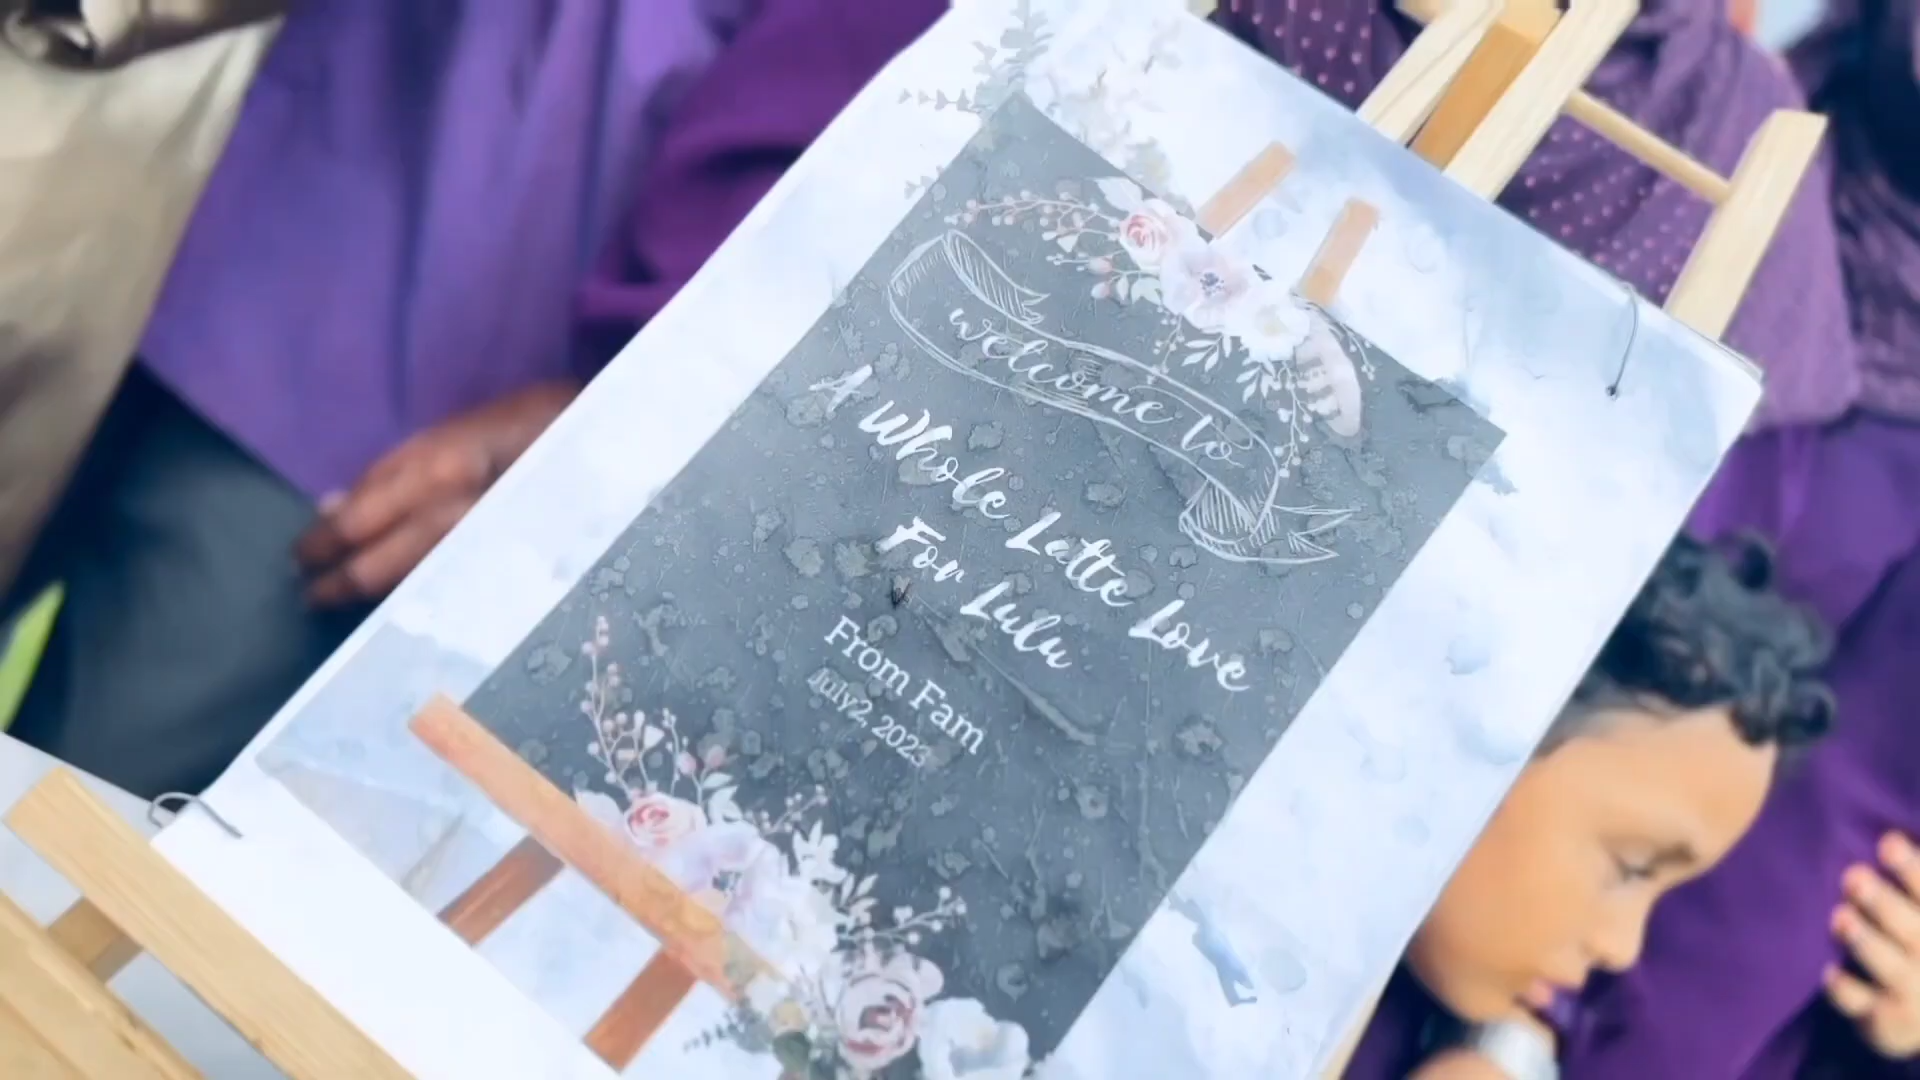 welcome to
A Whole Latte Love
For Lulu
From Fam
July2, 2023